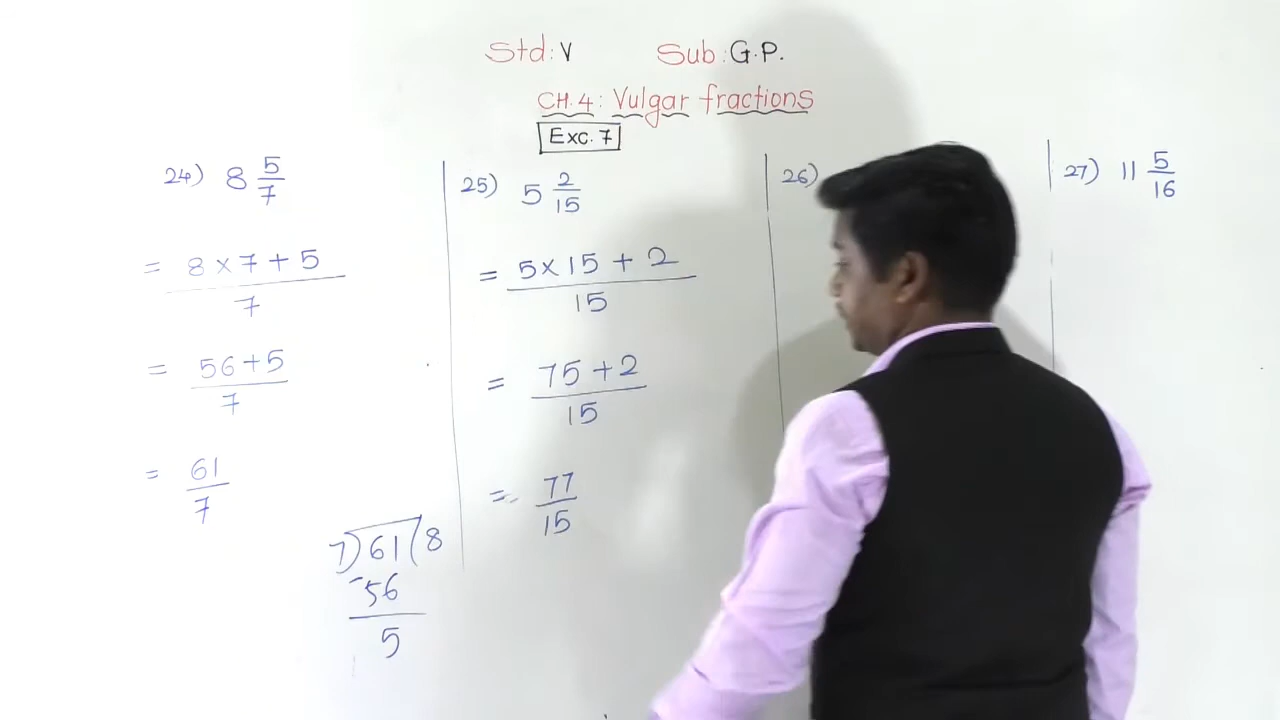 Std: V Sub: G.P.
CH. 4: Vulgar fractions
Exc. 7
24) 8 5/7
= 8 × 7 + 5 / 7
= 56 + 5 / 7
= 61 / 7
7) 61 ( 8
- 56
5
25) 5 2/15
= 5 × 15 + 2 / 15
= 75 + 2 / 15
= 77 / 15
26)
27) 11 5/16